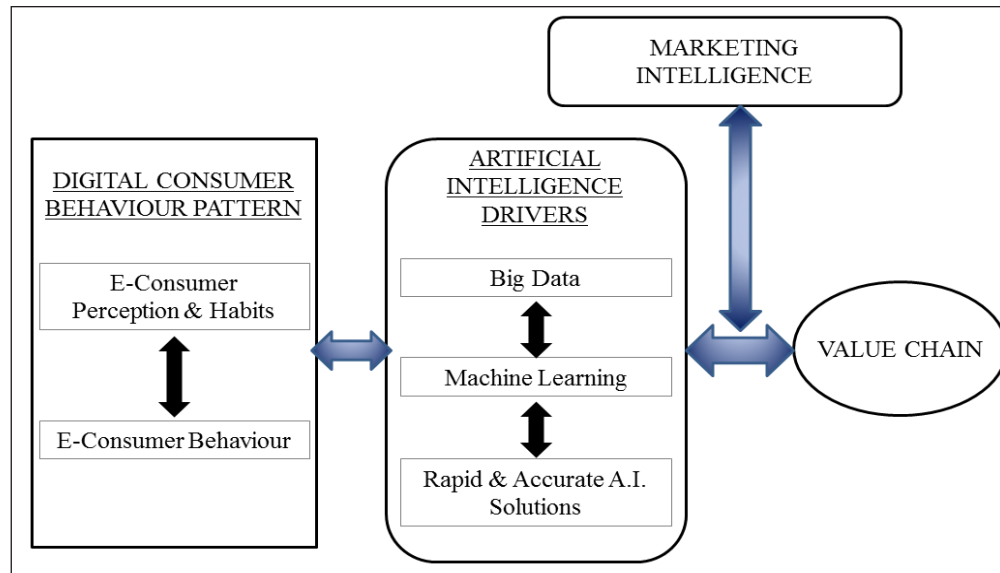 MARKETING
INTELLIGENCE
DIGITAL CONSUMER
BEHAVIOUR PATTERN
E-Consumer
Perception & Habits
E-Consumer Behaviour
ARTIFICIAL
INTELLIGENCE
DRIVERS
Big Data
Machine Learning
Rapid & Accurate A.I.
Solutions
VALUE CHAIN